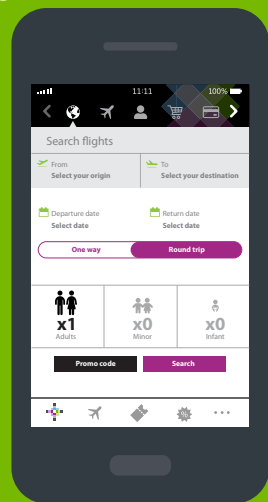 11:11 100%
Search flights
From To
Select your origin Select your destination
Departure date Return date
Select date Select date
One way Round trip
x1 x0 x0
Adults Minor Infant
Promo code Search